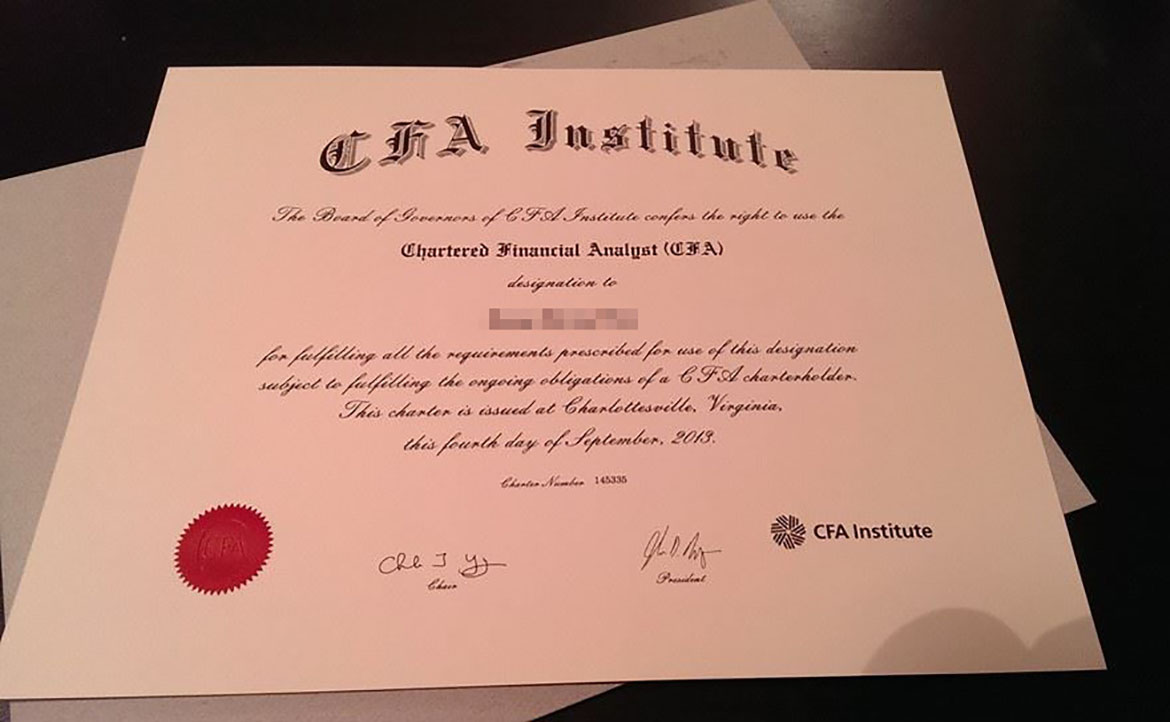 CFA Institute
The Board of Governors of CFA Institute confers the right to use the
Chartered Financial Analyst (CFA)
designation to
for fulfilling all the requirements prescribed for use of this designation
subject to fulfilling the ongoing obligations of a CFA charterholder.
This charter is issued at Charlottesville, Virginia,
this fourth day of September, 2013.
Charter Number 145335
CFA
Chair
President
CFA Institute